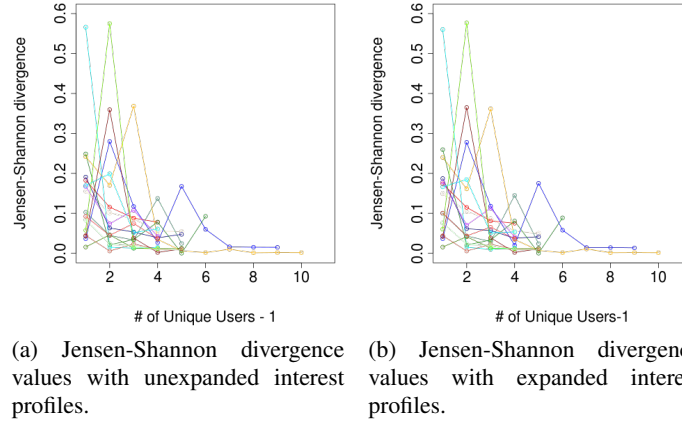 0.6
0.5
0.4
0.3
0.2
0.1
0.0
Jensen-Shannon divergence
2 4 6 8 10
# of Unique Users - 1
(a) Jensen-Shannon divergence
values with unexpanded interest
profiles.
0.6
0.5
0.4
0.3
0.2
0.1
0.0
Jensen-Shannon divergence
2 4 6 8 10
# of Unique Users-1
(b) Jensen-Shannon divergenc
values with expanded intere
profiles.